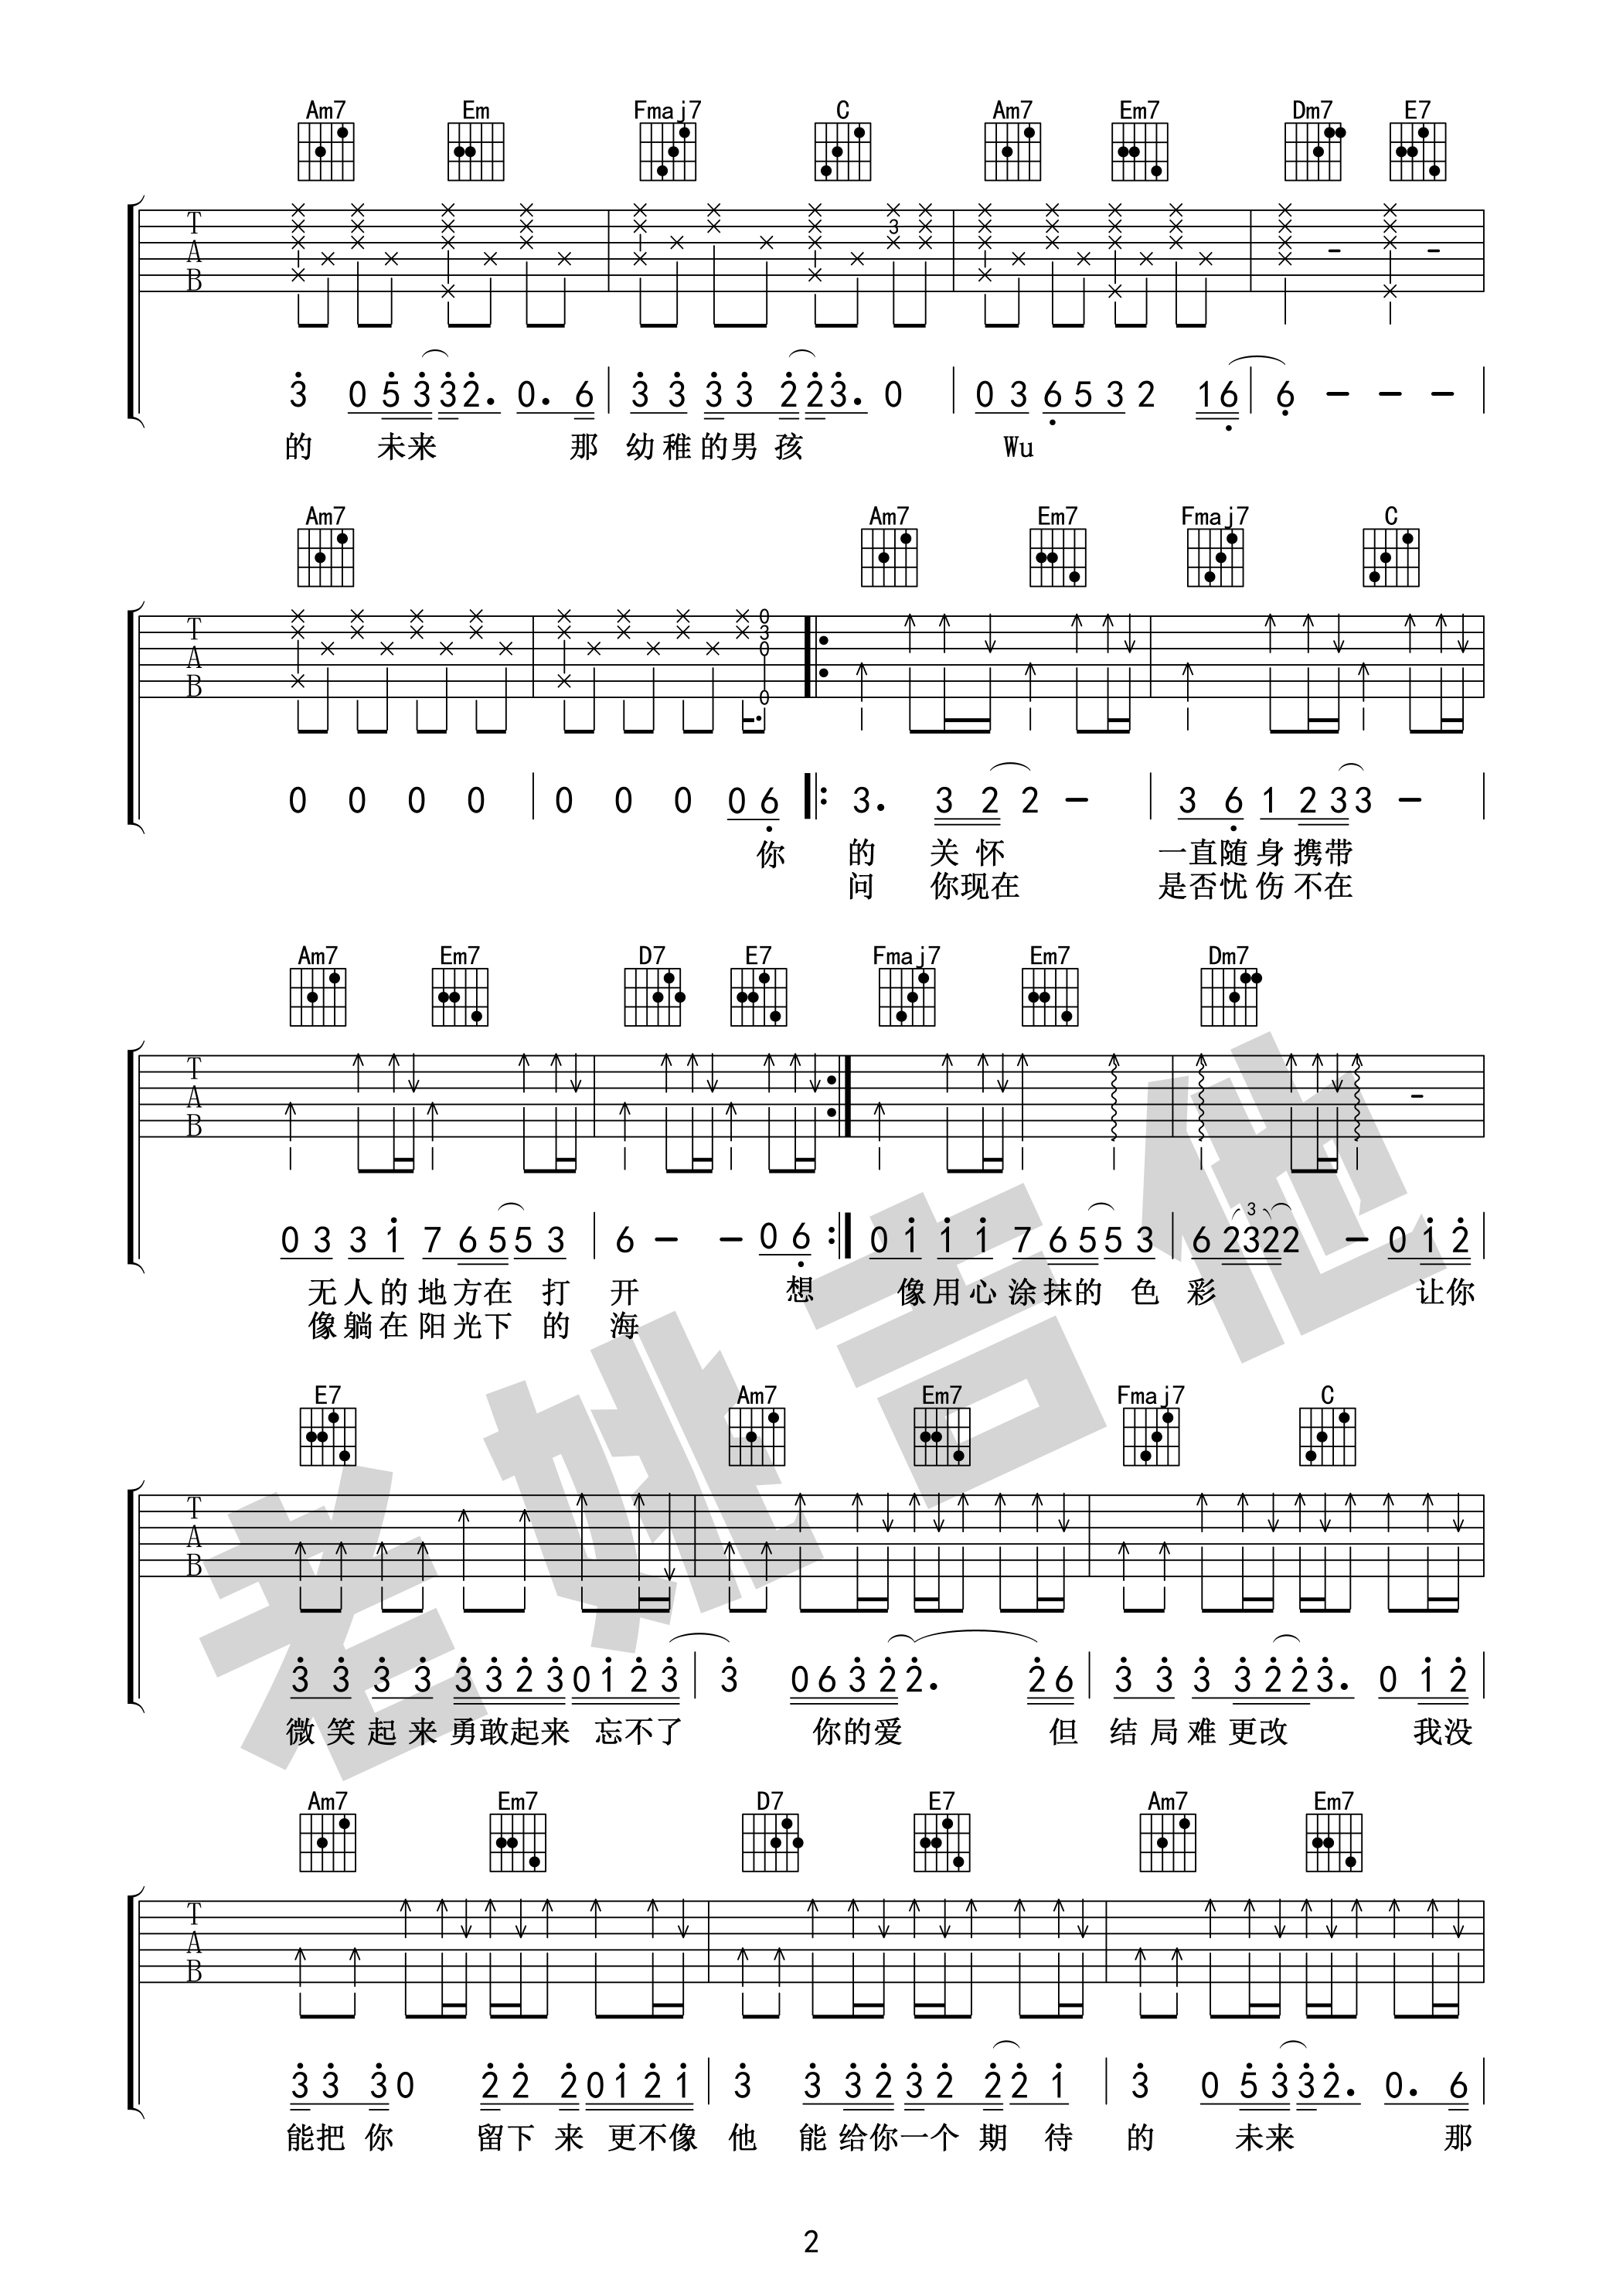 Am7 Em Fmaj7 C Am7 Em7 Dm7 E7
T A B
3
3 0 5 3 3 2. 0. 6 3 3 3 3 2 2 3. 0 0 3 6 5 3 2 1 6 6 - - -
的 未来 那 幼稚的男孩 Wu
Am7 Am7 Em7 Fmaj7 C
T A B
0 3 0 0
0 0 0 0 0 0 0 0 6 3. 3 2 2 - 3 6 1 2 3 3 -
你 的 关怀 一直随身携带
问 你现在 是否忧伤不在
Am7 Em7 D7 E7 Fmaj7 Em7 Dm7
T A B
3
0 3 3 1 7 6 5 5 3 6 - - 0 6 0 1 1 1 7 6 5 5 3 6 2 3 2 2 - 0 1 2
无人的地方在打开 想 像用心涂抹的色彩 让你
像躺在阳光下的海
E7 Am7 Em7 Fmaj7 C
T A B
3 3 3 3 3 3 2 3 0 1 2 3 3 0 6 3 2 2. 2 6 3 3 3 3 2 2 3. 0 1 2
微笑起来勇敢起来 忘不了 你的爱 但 结局难更改 我没
Am7 Em7 D7 E7 Am7 Em7
T A B
3 3 3 0 2 2 2 0 1 2 1 3 3 3 2 3 2 2 2 1 3 0 5 3 3 2. 0. 6
能把你 留下来 更不像 他 能给你一个期待 的 未来 那
老姚吉他
2